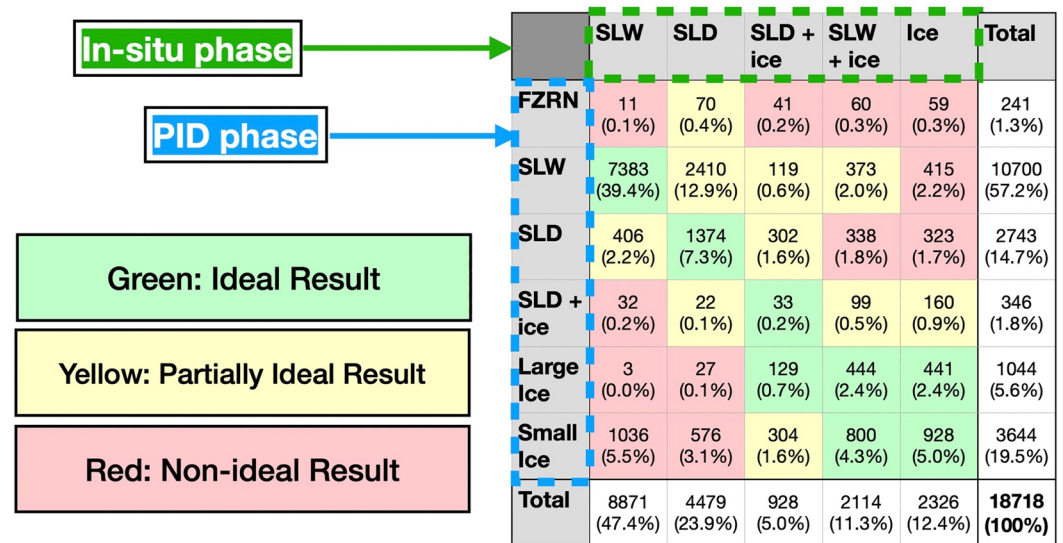 In-situ phase
PID phase
Green: Ideal Result
Yellow: Partially Ideal Result
Red: Non-ideal Result
SLW SLD SLD + ice SLW + ice Ice Total
FZRN 11 (0.1%) 70 (0.4%) 41 (0.2%) 60 (0.3%) 59 (0.3%) 241 (1.3%)
SLW 7383 (39.4%) 2410 (12.9%) 119 (0.6%) 373 (2.0%) 415 (2.2%) 10700 (57.2%)
SLD 406 (2.2%) 1374 (7.3%) 302 (1.6%) 338 (1.8%) 323 (1.7%) 2743 (14.7%)
SLD + ice 32 (0.2%) 22 (0.1%) 33 (0.2%) 99 (0.5%) 160 (0.9%) 346 (1.8%)
Large Ice 3 (0.0%) 27 (0.1%) 129 (0.7%) 444 (2.4%) 441 (2.4%) 1044 (5.6%)
Small Ice 1036 (5.5%) 576 (3.1%) 304 (1.6%) 800 (4.3%) 928 (5.0%) 3644 (19.5%)
Total 8871 (47.4%) 4479 (23.9%) 928 (5.0%) 2114 (11.3%) 2326 (12.4%) 18718 (100%)